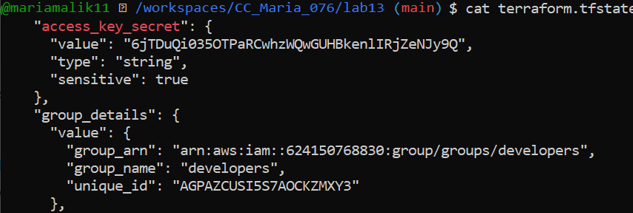 @mariamalik11 /workspaces/CC_Maria_076/lab13 (main) $ cat terraform.tfstate
"access_key_secret": {
"value": "6jTDuQi035OTPaRCwhzWQwGUHBkenlIRjZeNJy9Q",
"type": "string",
"sensitive": true
},
"group_details": {
"value": {
"group_arn": "arn:aws:iam::624150768830:group/groups/developers",
"group_name": "developers",
"unique_id": "AGPAZCUSI5S7AOCKZMXY3"
},